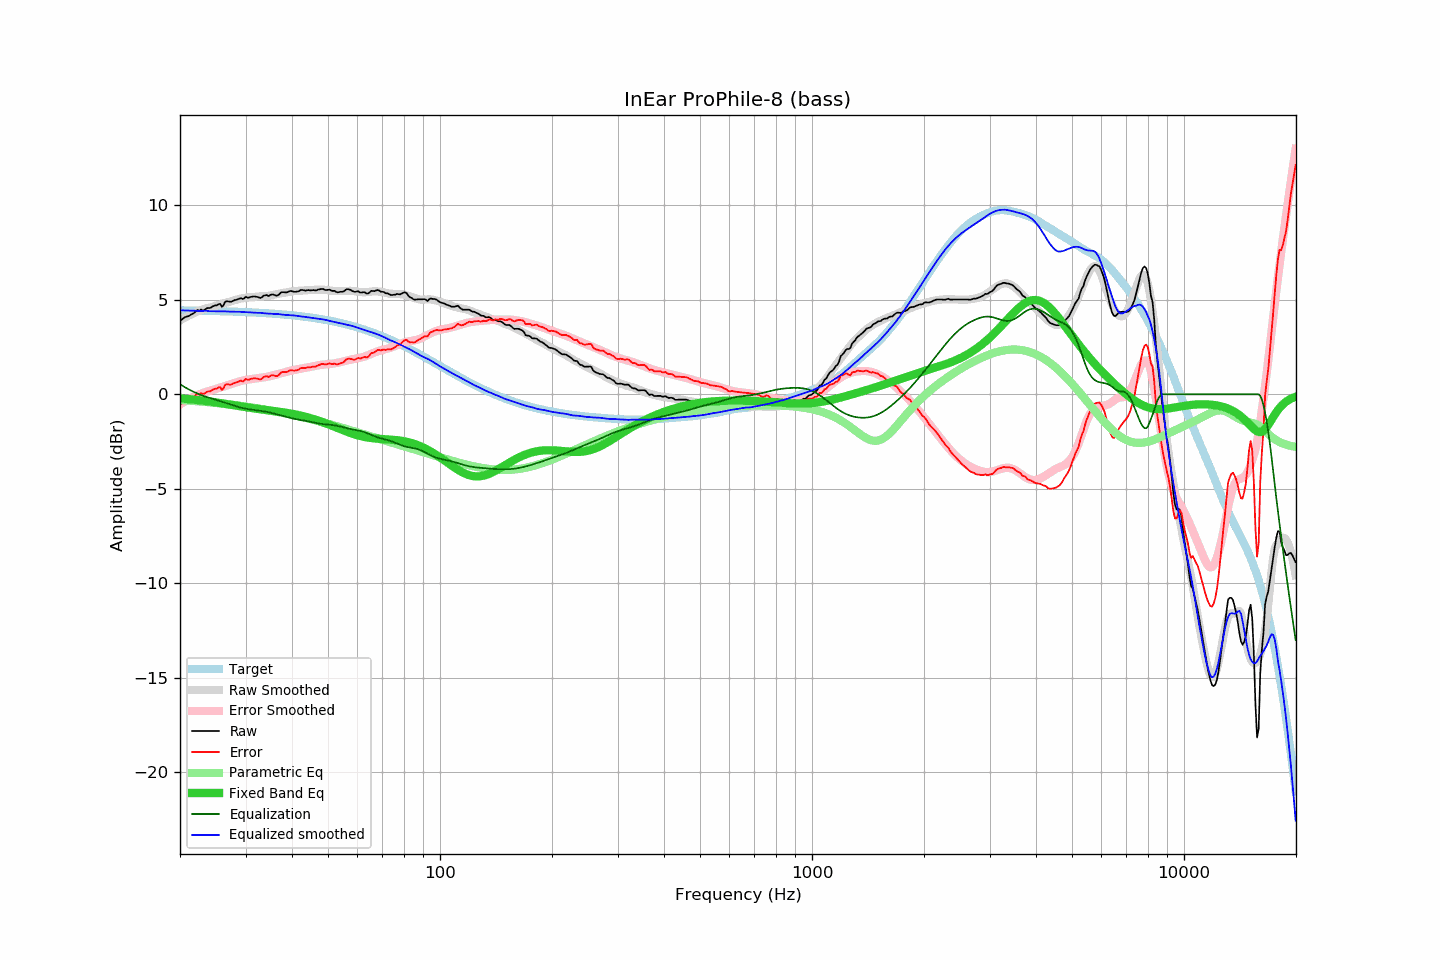 InEar ProPhile-8 (bass)
10
5
0
−5
−10
−15
−20
Amplitude (dBr)
Target
Raw Smoothed
Error Smoothed
Raw
Error
Parametric Eq
Fixed Band Eq
Equalization
Equalized smoothed
100
1000
10000
Frequency (Hz)